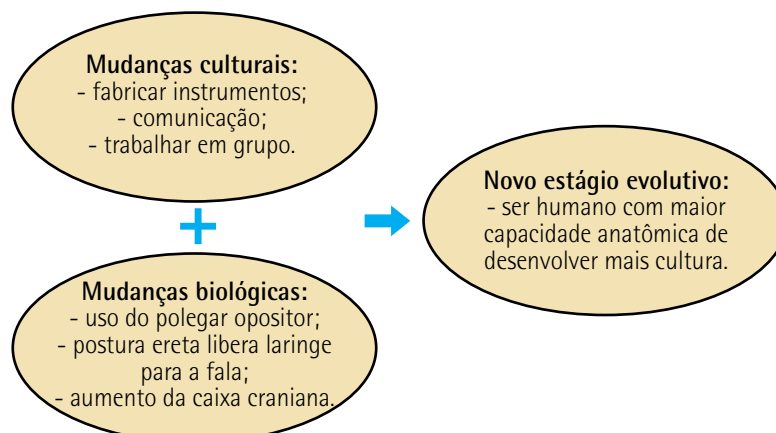 Mudanças culturais:
- fabricar instrumentos;
- comunicação;
- trabalhar em grupo.
+
Mudanças biológicas:
- uso do polegar opositor;
- postura ereta libera laringe
para a fala;
- aumento da caixa craniana.
Novo estágio evolutivo:
- ser humano com maior
capacidade anatômica de
desenvolver mais cultura.